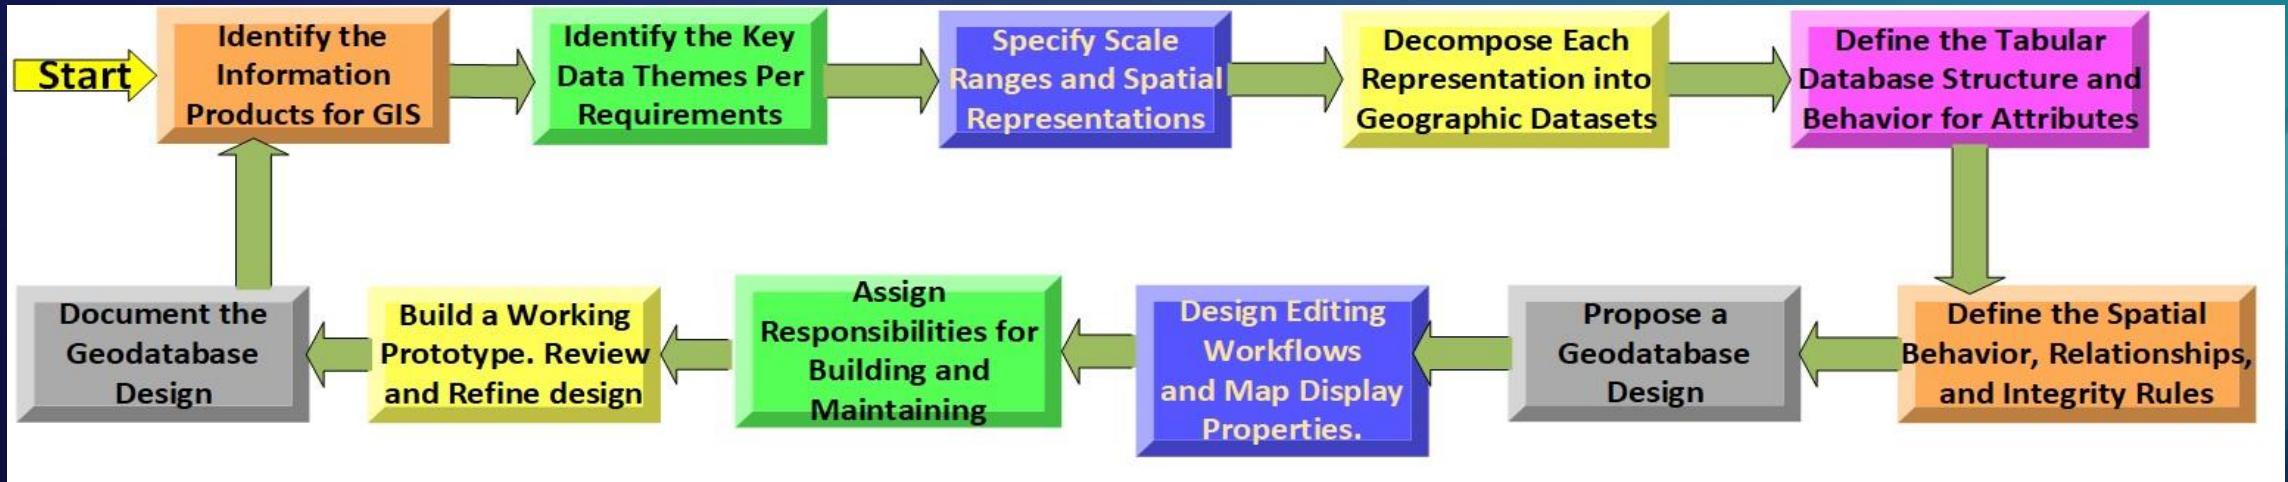 Start
Identify the
Information
Products for GIS
Identify the Key
Data Themes Per
Requirements
Specify Scale
Ranges and Spatial
Representations
Decompose Each
Representation into
Geographic Datasets
Define the Tabular
Database Structure and
Behavior for Attributes
Define the Spatial
Behavior, Relationships,
and Integrity Rules
Propose a
Geodatabase
Design
Design Editing
Workflows
and Map Display
Properties.
Assign
Responsibilities for
Building and
Maintaining
Build a Working
Prototype. Review
and Refine design
Document the
Geodatabase
Design